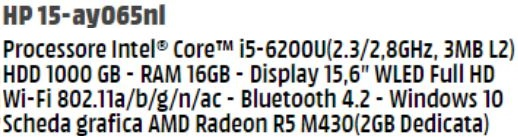 HP 15-ay065nl
Processore Intel® Core™ i5-6200U(2.3/2,8GHz, 3MB L2)
HDD 1000 GB - RAM 16GB - Display 15,6" WLED Full HD
Wi-Fi 802.11a/b/g/n/ac - Bluetooth 4.2 - Windows 10
Scheda grafica AMD Radeon R5 M430(2GB Dedicata)